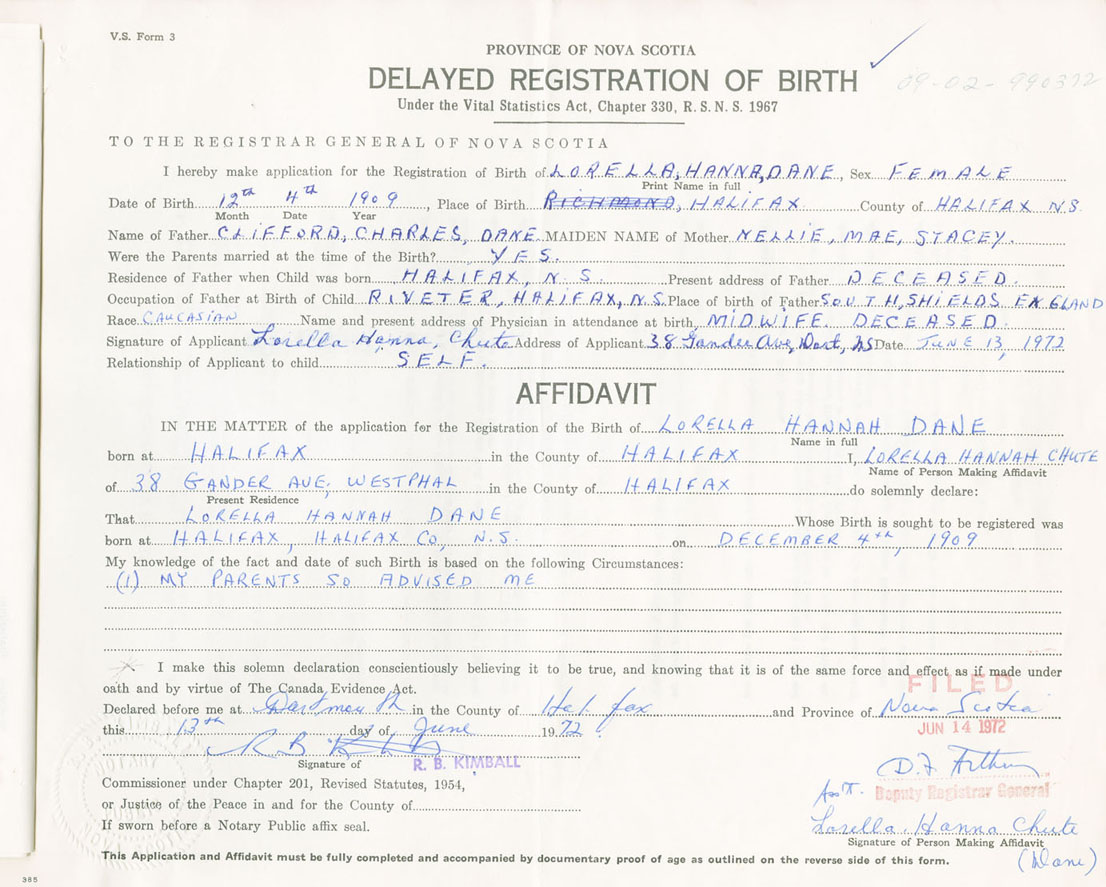 V.S. Form 3
PROVINCE OF NOVA SCOTIA
DELAYED REGISTRATION OF BIRTH
09-02-990372
Under the Vital Statistics Act, Chapter 330, R.S.N.S. 1967
TO THE REGISTRAR GENERAL OF NOVA SCOTIA
I hereby make application for the Registration of Birth of LORELLA, HANNA, DANE, Sex FEMALE
Print Name in full
Date of Birth 12th 4th 1909, Place of Birth RICHMOND, HALIFAX County of HALIFAX N.S.
Month Date Year
Name of Father CLIFFORD, CHARLES, DANE MAIDEN NAME of Mother NELLIE, MAE, STACEY.
Were the Parents married at the time of the Birth? YES.
Residence of Father when Child was born HALIFAX, N.S. Present address of Father DECEASED.
Occupation of Father at Birth of Child RIVETER, HALIFAX, N.S. Place of birth of Father SOUTH, SHIELDS ENGLAND
Race CAUCASIAN Name and present address of Physician in attendance at birth, MIDWIFE DECEASED.
Signature of Applicant Lorella Hanna, Chute Address of Applicant 38 Gander Ave, Dart, NS Date JUNE 13, 1972
Relationship of Applicant to child SELF.
AFFIDAVIT
IN THE MATTER of the application for the Registration of the Birth of LORELLA HANNAH DANE
Name in full
born at HALIFAX in the County of HALIFAX I, LORELLA HANNAH CHUTE
Name of Person Making Affidavit
of 38 GANDER AVE, WESTPHAL in the County of HALIFAX do solemnly declare:
Present Residence
That LORELLA HANNAH DANE Whose Birth is sought to be registered was
born at HALIFAX, HALIFAX Co, N.S. on DECEMBER 4th, 1909
My knowledge of the fact and date of such Birth is based on the following Circumstances:
(1) MY PARENTS SO ADVISED ME
I make this solemn declaration conscientiously believing it to be true, and knowing that it is of the same force and effect as if made under
oath and by virtue of The Canada Evidence Act.
FILED
Declared before me at Dartmouth in the County of Halifax and Province of Nova Scotia
this 13th day of June 1972
JUN 14 1972
R B
Signature of R. B. KIMBALL
D.F.
Commissioner under Chapter 201, Revised Statutes, 1954,
Ass't. Deputy Registrar General
or Justice of the Peace in and for the County of
Lorella Hanna Chute
If sworn before a Notary Public affix seal.
Signature of Person Making Affidavit
This Application and Affidavit must be fully completed and accompanied by documentary proof of age as outlined on the reverse side of this form.
(Dane)
385